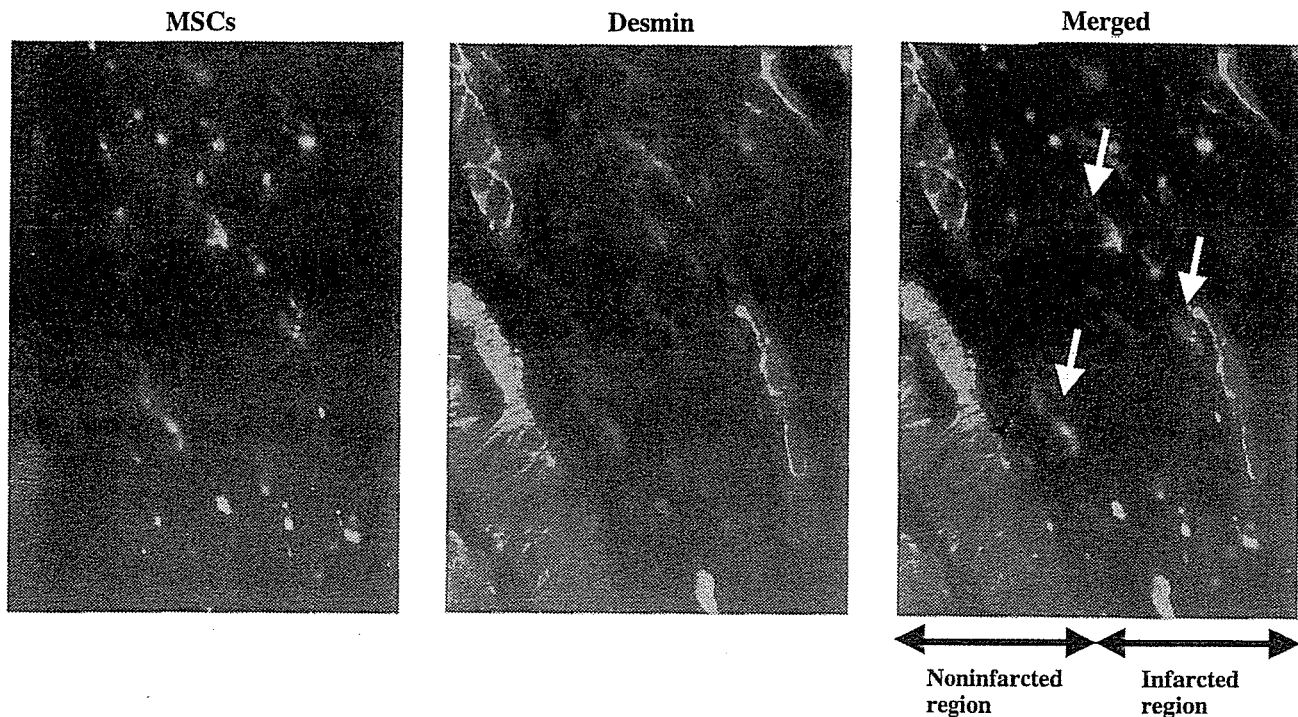 MSCs
Desmin
Merged
Noninfarcted
region
Infarcted
region